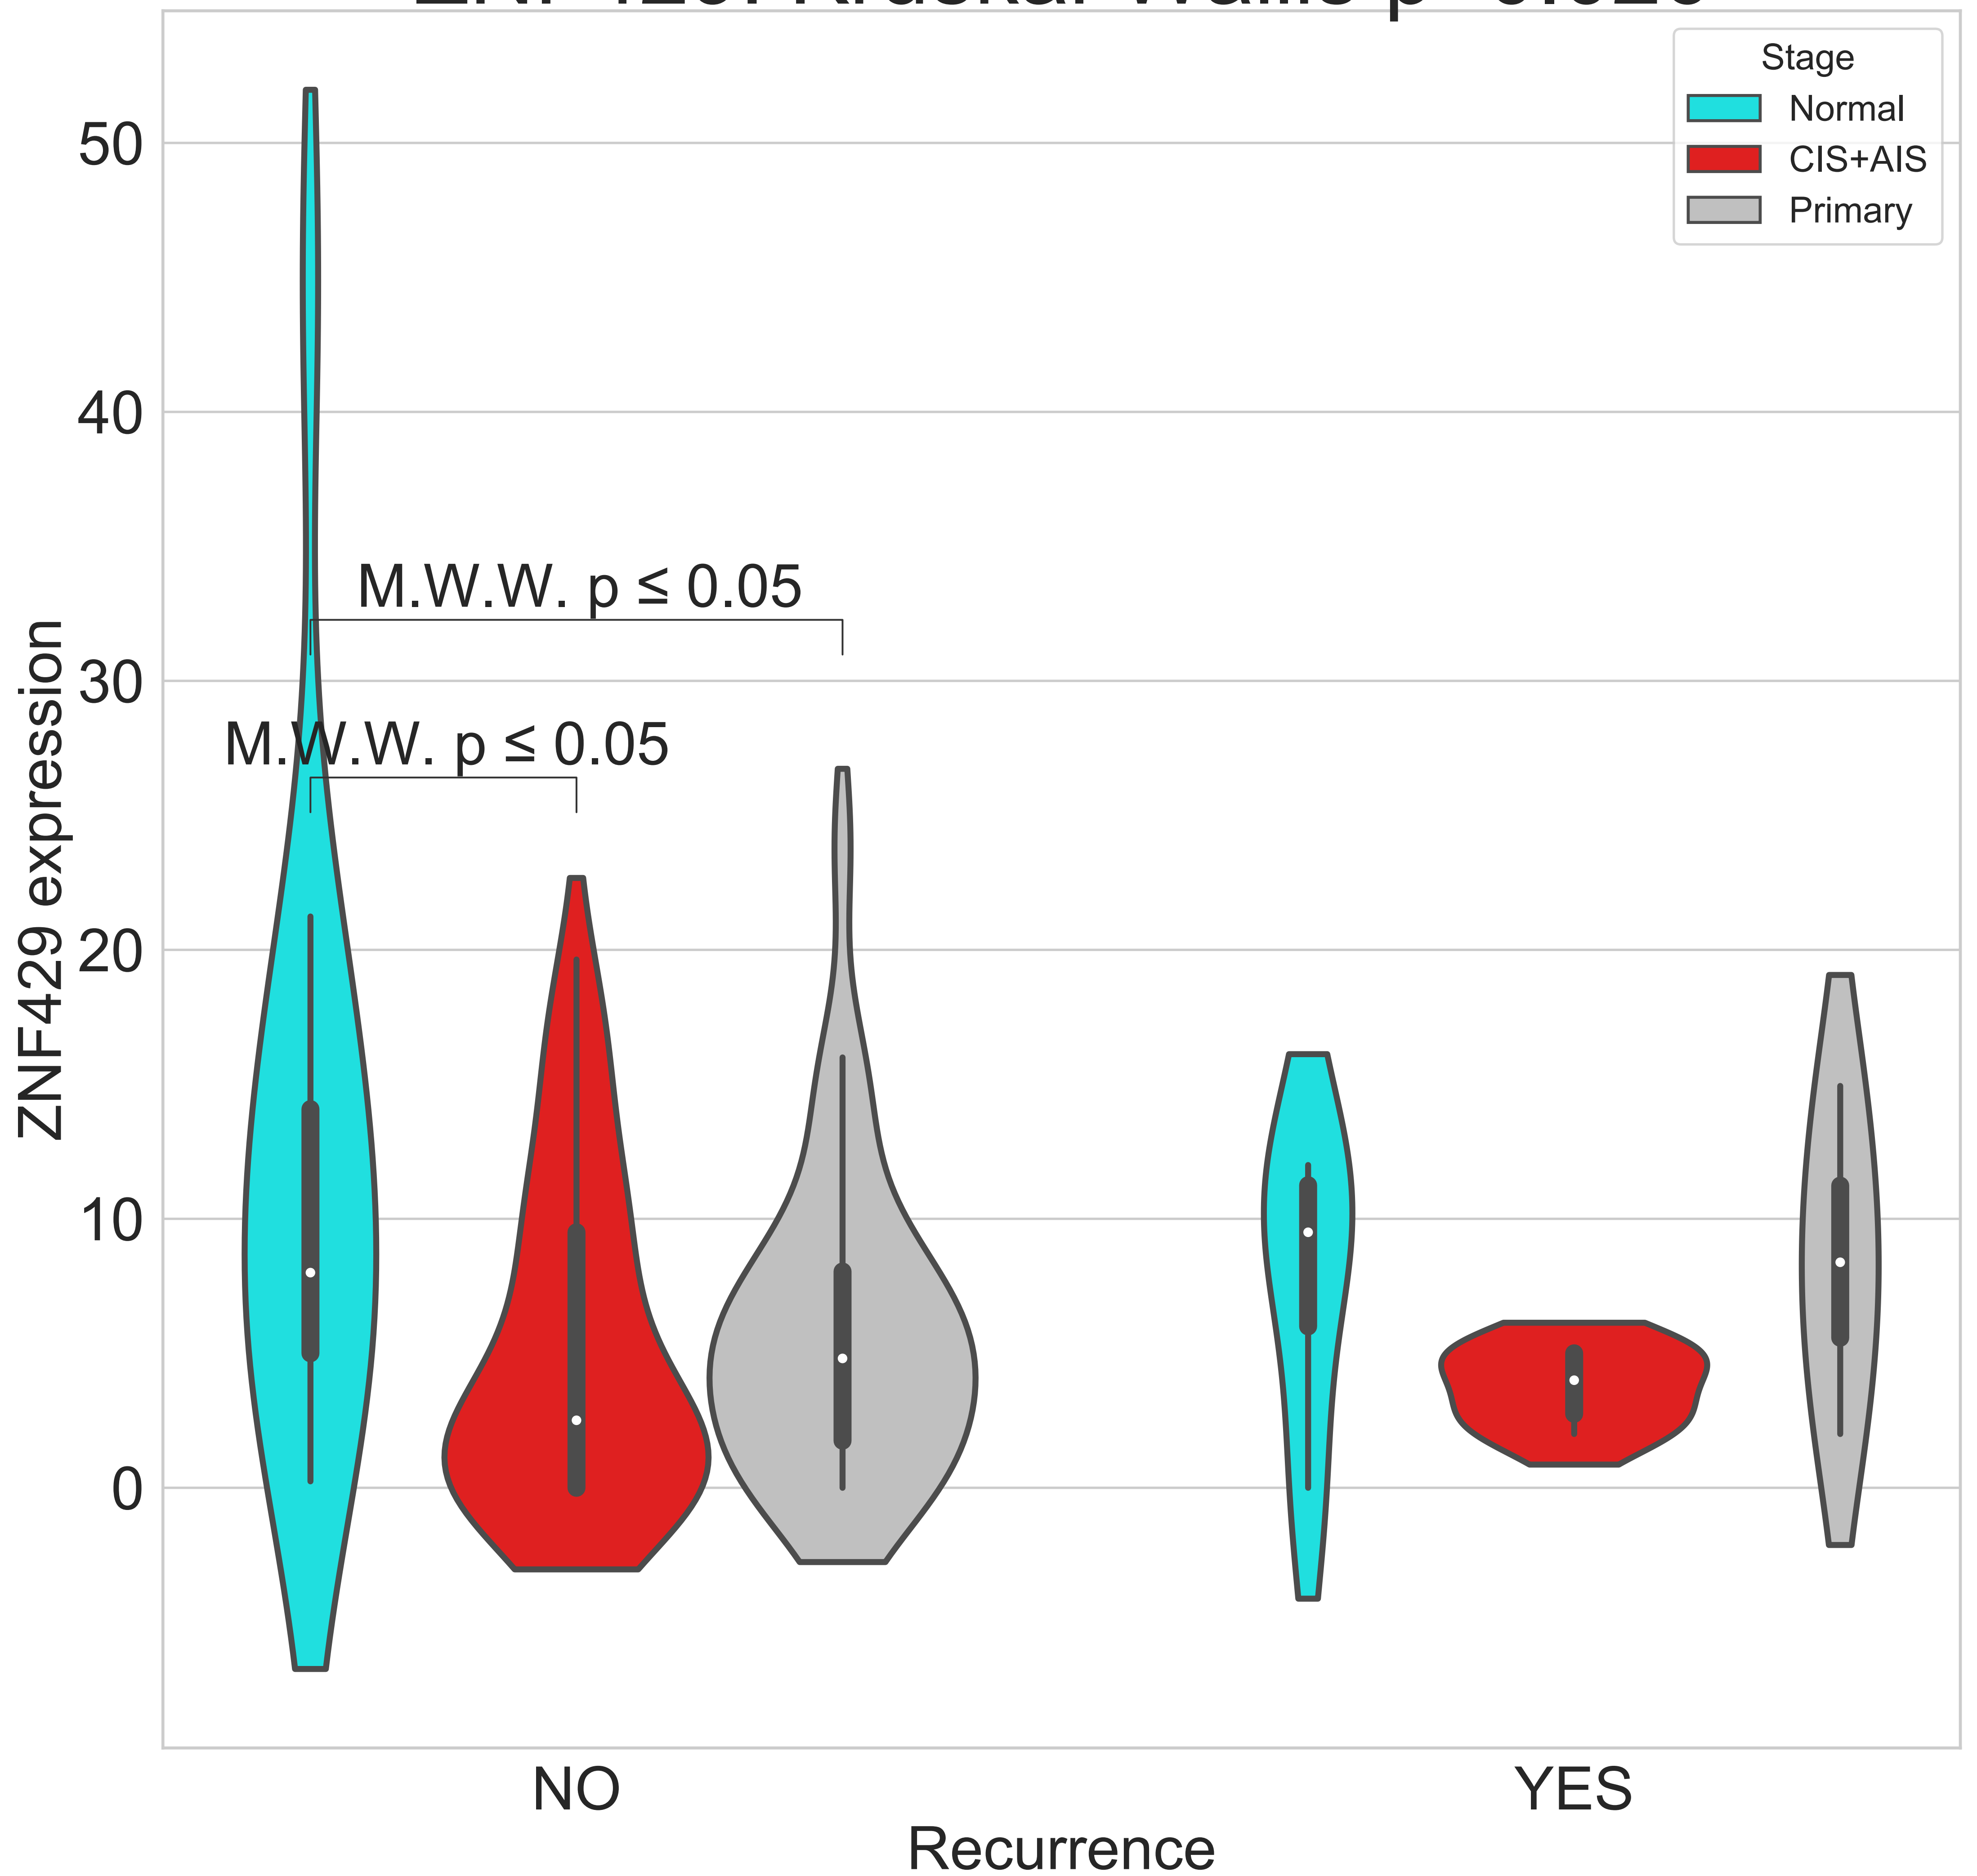 Stage
Normal
CIS+AIS
Primary
50
40
30
20
10
0
ZNF429 expression
M.W.W. p ≤ 0.05
M.W.W. p ≤ 0.05
NO
YES
Recurrence